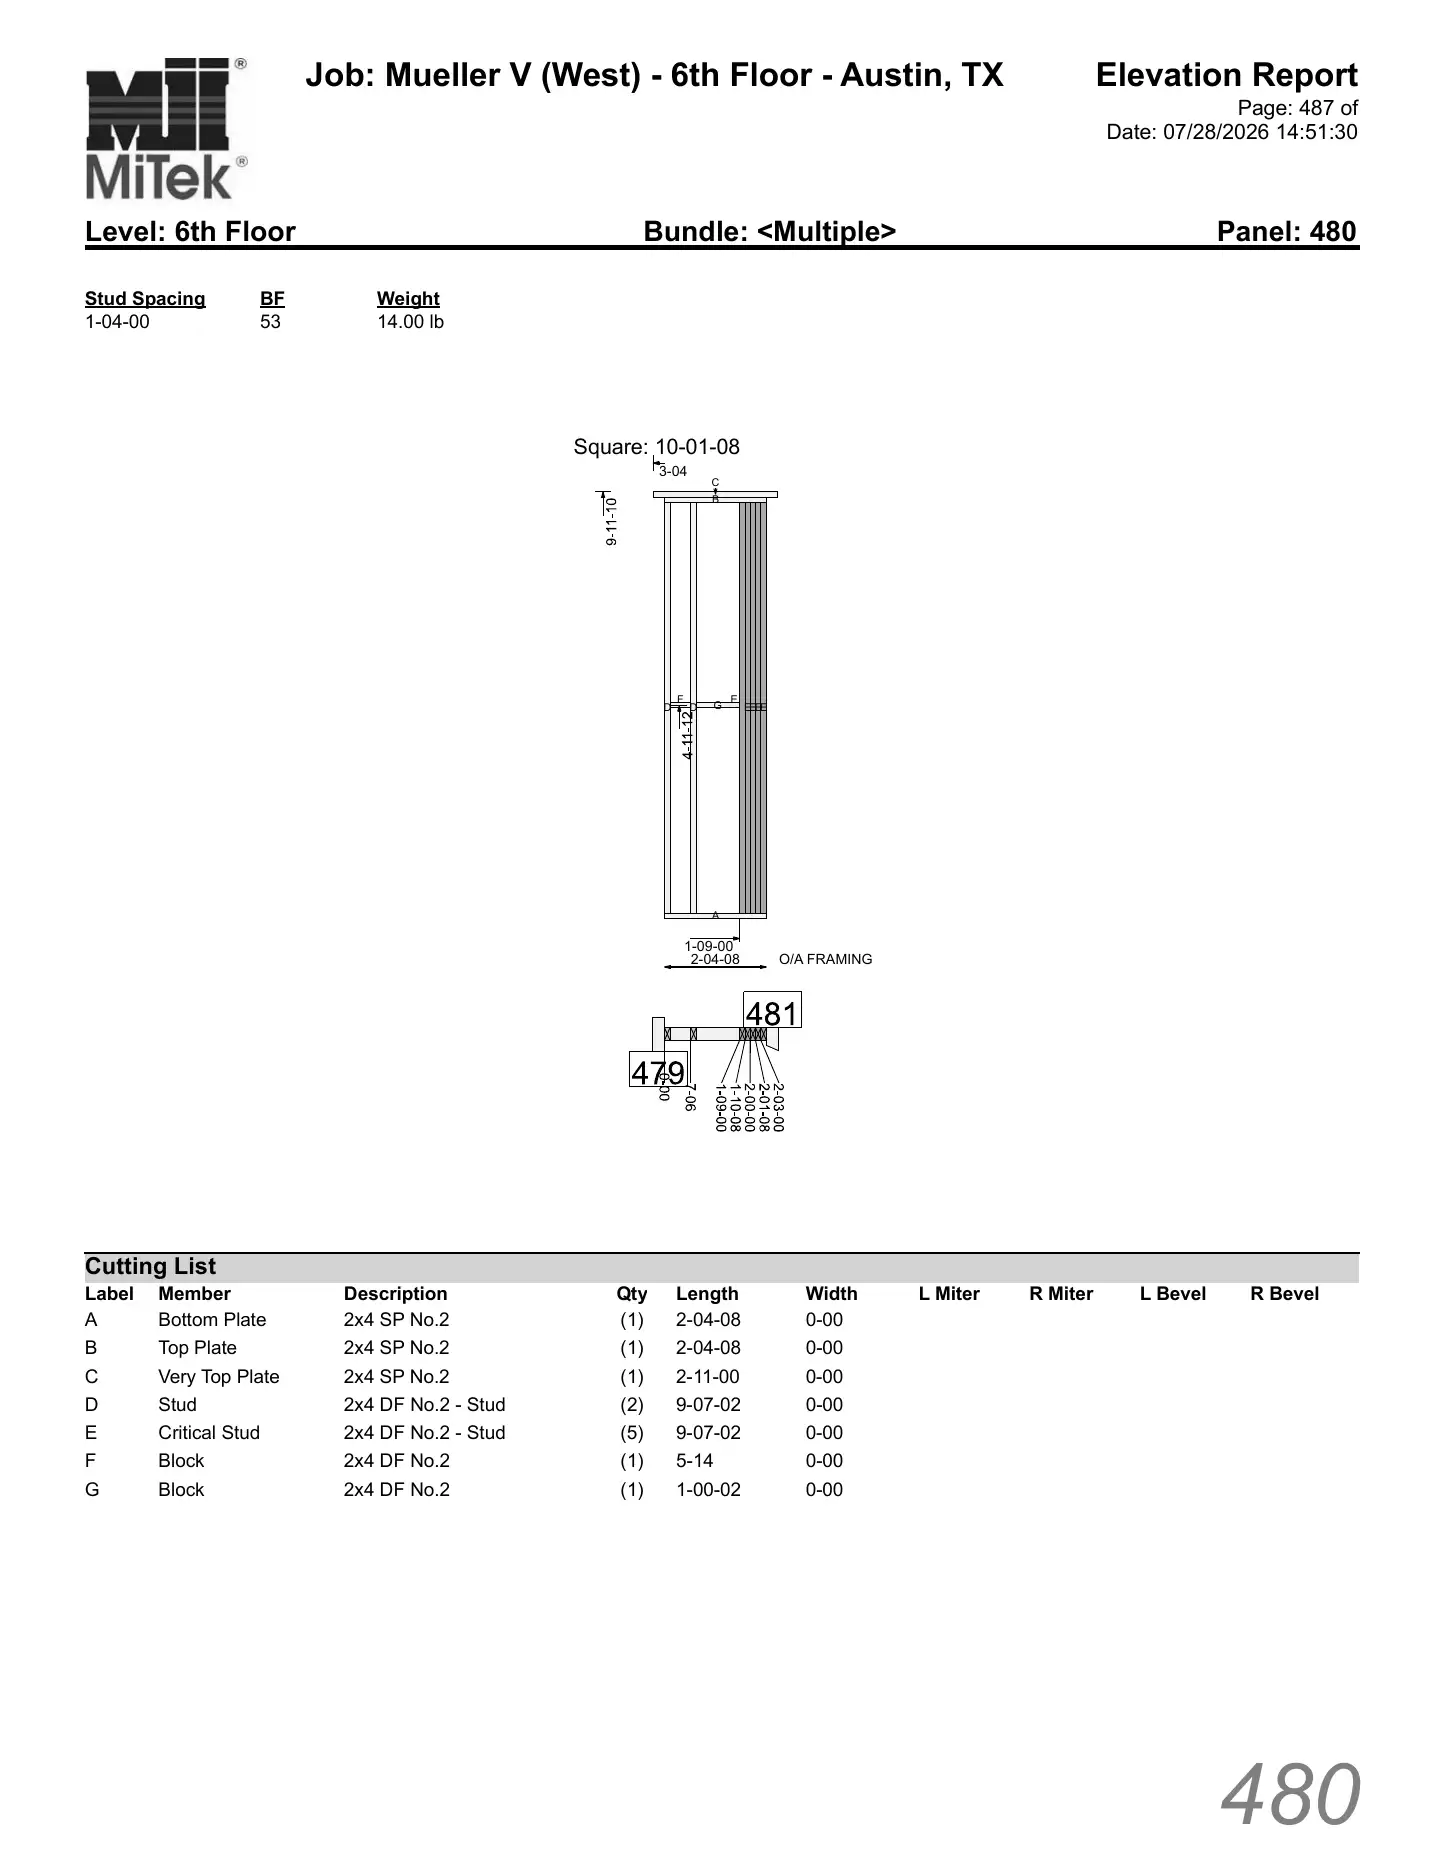 MiTek®
®
Job: Mueller V (West) - 6th Floor - Austin, TX
Elevation Report
Page: 487 of
Date: 07/28/2026 14:51:30
Level: 6th Floor Bundle: <Multiple> Panel: 480
Stud Spacing BF Weight
1-04-00 53 14.00 lb
Square: 10-01-08
3-04
C
B
9-11-10
F E
D D G
4-11-12
A
1-09-00
2-04-08 O/A FRAMING
481
479
0-00
7-06
1-09-00
1-10-08
2-00-00
2-01-08
2-03-00
Cutting List
Label Member Description Qty Length Width L Miter R Miter L Bevel R Bevel
A Bottom Plate 2x4 SP No.2 (1) 2-04-08 0-00
B Top Plate 2x4 SP No.2 (1) 2-04-08 0-00
C Very Top Plate 2x4 SP No.2 (1) 2-11-00 0-00
D Stud 2x4 DF No.2 - Stud (2) 9-07-02 0-00
E Critical Stud 2x4 DF No.2 - Stud (5) 9-07-02 0-00
F Block 2x4 DF No.2 (1) 5-14 0-00
G Block 2x4 DF No.2 (1) 1-00-02 0-00
480